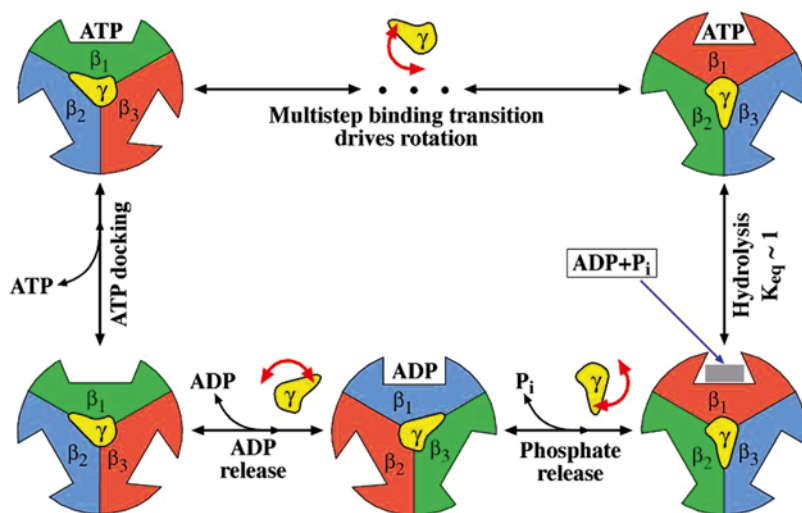 ATP
β1
β2
β3
γ
γ
Multistep binding transition
drives rotation
ATP
β1
β2
β3
γ
ATP
ATP docking
Hydrolysis
Keq ~ 1
ADP+Pi
β1
β2
β3
γ
ADP
γ
ADP
release
ADP
β1
β2
β3
γ
Pi
γ
Phosphate
release
β1
β2
β3
γ